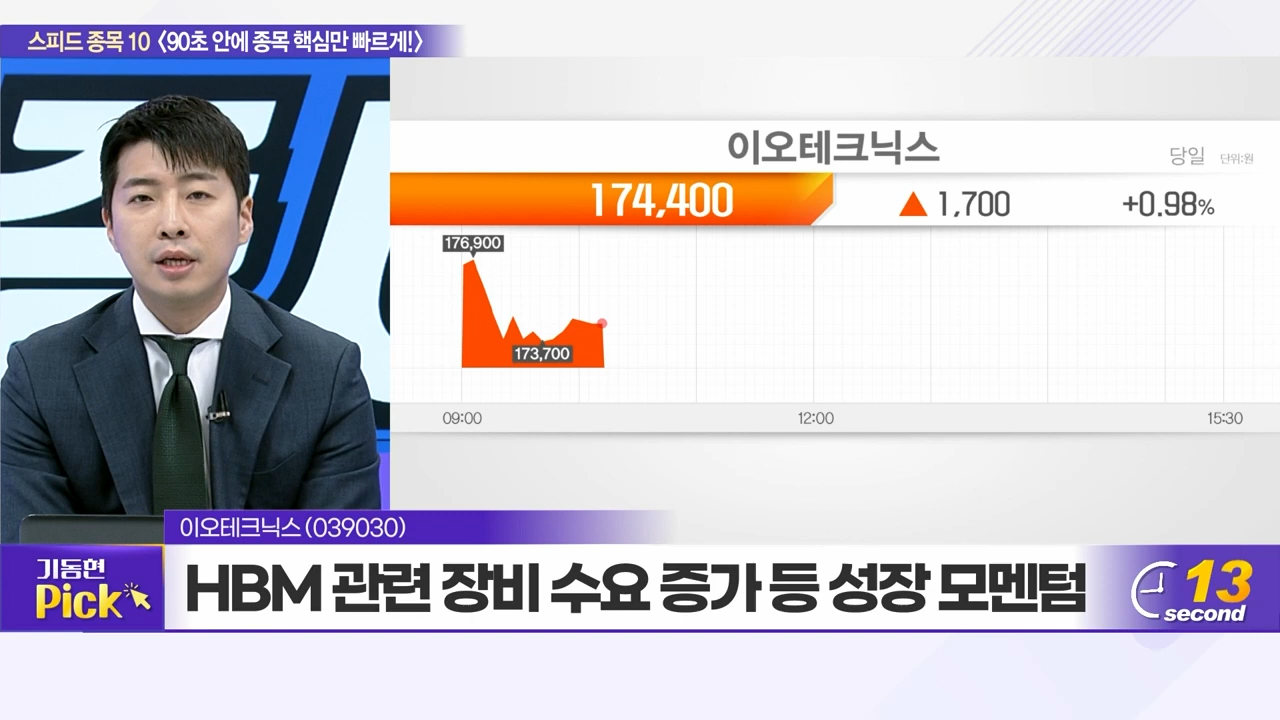 스피드 종목 10 〈90초 안에 종목 핵심만 빠르게!〉
이오테크닉스
당일 단위:원
174,400 ▲ 1,700 +0.98%
176,900
173,700
09:00 12:00 15:30
이오테크닉스(039030)
기동현
Pick
HBM 관련 장비 수요 증가 등 성장 모멘텀
13
second